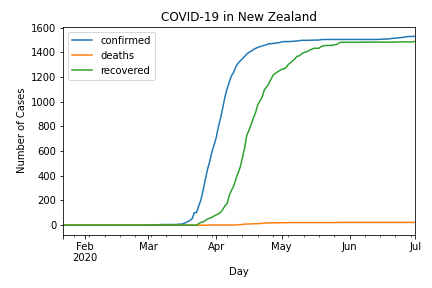 COVID-19 in New Zealand
confirmed
deaths
recovered
1600
1400
1200
1000
800
600
400
200
0
Number of Cases
Feb
2020
Mar
Apr
May
Jun
Jul
Day